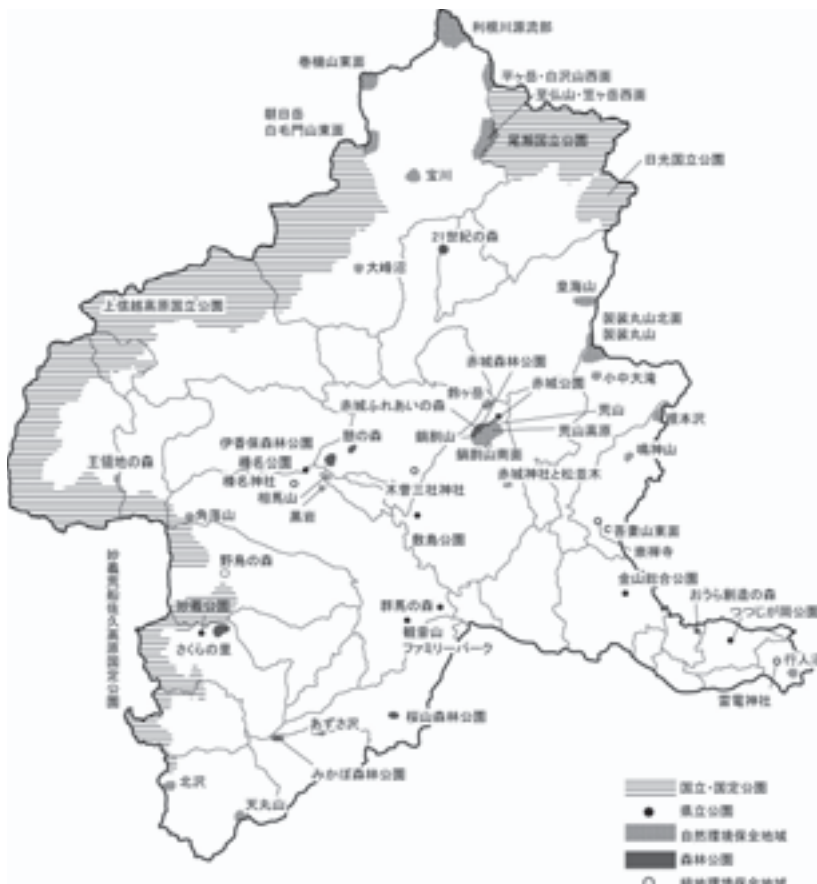 利根川源流部
巻機山東面
平ヶ岳・白沢山西面
至仏山・笠ヶ岳西面
朝日岳
白毛門山東面
尾瀬国立公園
日光国立公園
宝川
21世紀の森
大峰沼
皇海山
上信越高原国立公園
袈裟丸山北面
袈裟丸山
赤城森林公園
小中大滝
鈴ヶ岳
赤城公園
赤城ふれあいの森
荒山
鍋割山
荒山高原
根本沢
鍋割山南面
鳴神山
憩の森
伊香保森林公園
榛名公園
榛名神社
王領地の森
相馬山
黒岩
木曽三社神社
赤城神社と松並木
角落山
敷島公園
吾妻山東面
崇禅寺
野鳥の森
妙義荒船佐久高原国定公園
金山総合公園
おうら創造の森
つつじが岡公園
妙義公園
群馬の森
さくらの里
観音山
ファミリーパーク
行人沼
雷電神社
あずさ沢
桜山森林公園
みかぼ森林公園
北沢
天丸山
国立・国定公園
県立公園
自然環境保全地域
森林公園
緑地環境保全地域